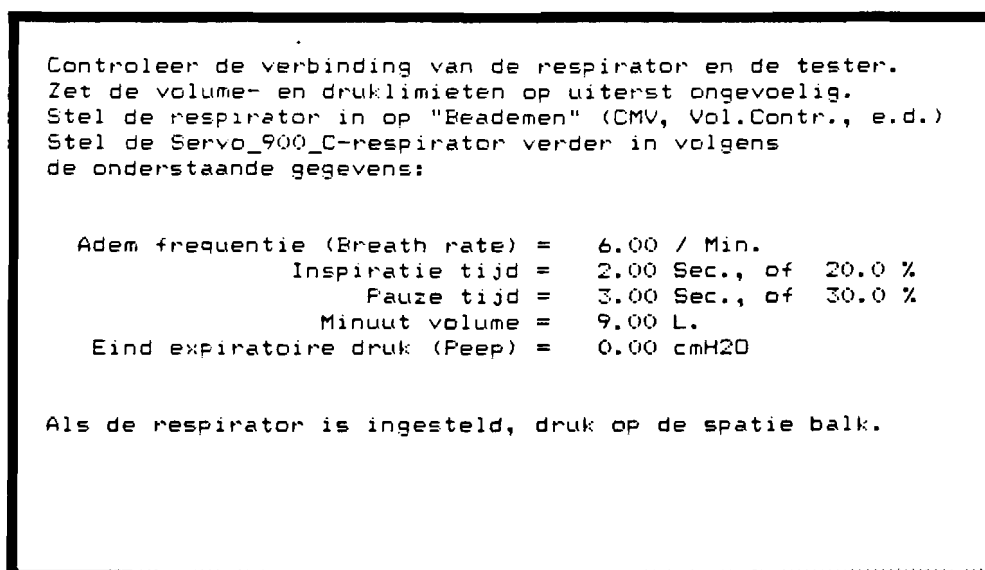 Controleer de verbinding van de respirator en de tester.
Zet de volume- en druklimieten op uiterst ongevoelig.
Stel de respirator in op "Beademen" (CMV, Vol.Contr., e.d.)
Stel de Servo_900_C-respirator verder in volgens
de onderstaande gegevens:
Adem frequentie (Breath rate) = 6.00 / Min.
Inspiratie tijd = 2.00 Sec., of 20.0 %
Pauze tijd = 3.00 Sec., of 30.0 %
Minuut volume = 9.00 L.
Eind expiratoire druk (Peep) = 0.00 cmH2O
Als de respirator is ingesteld, druk op de spatie balk.